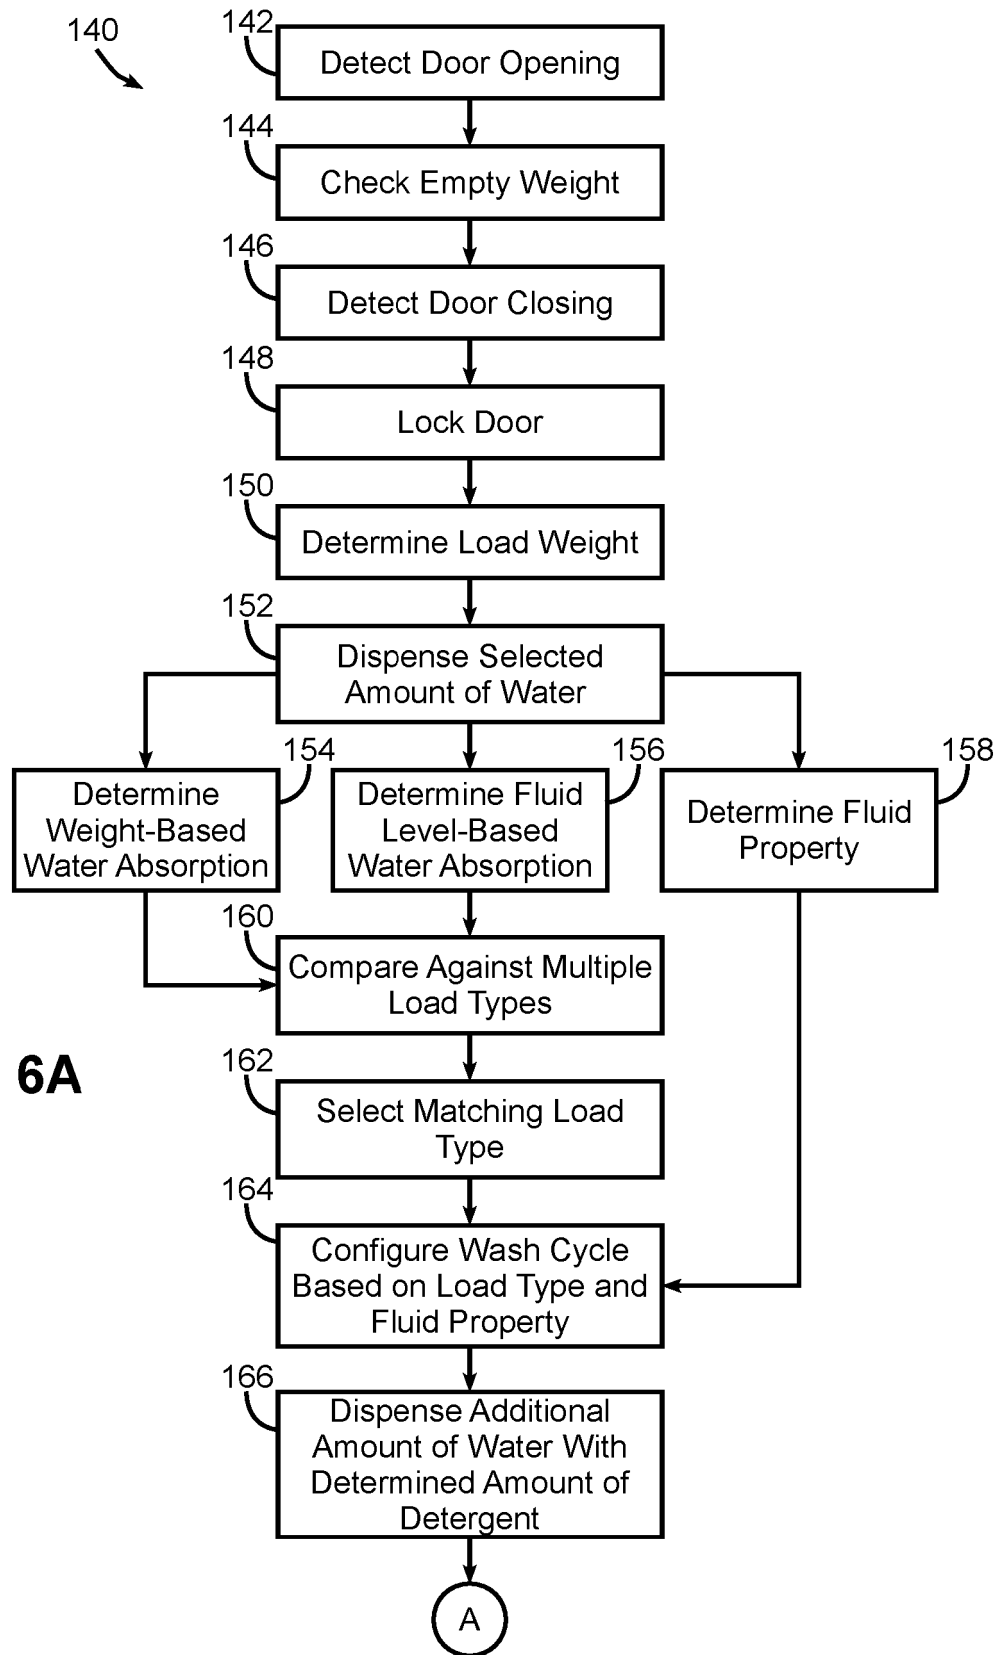 140
142
Detect Door Opening
144
Check Empty Weight
146
Detect Door Closing
148
Lock Door
150
Determine Load Weight
152
Dispense Selected
Amount of Water
154
Determine
Weight-Based
Water Absorption
156
Determine Fluid
Level-Based
Water Absorption
158
Determine Fluid
Property
160
Compare Against Multiple
Load Types
6A
162
Select Matching Load
Type
164
Configure Wash Cycle
Based on Load Type and
Fluid Property
166
Dispense Additional
Amount of Water With
Determined Amount of
Detergent
A